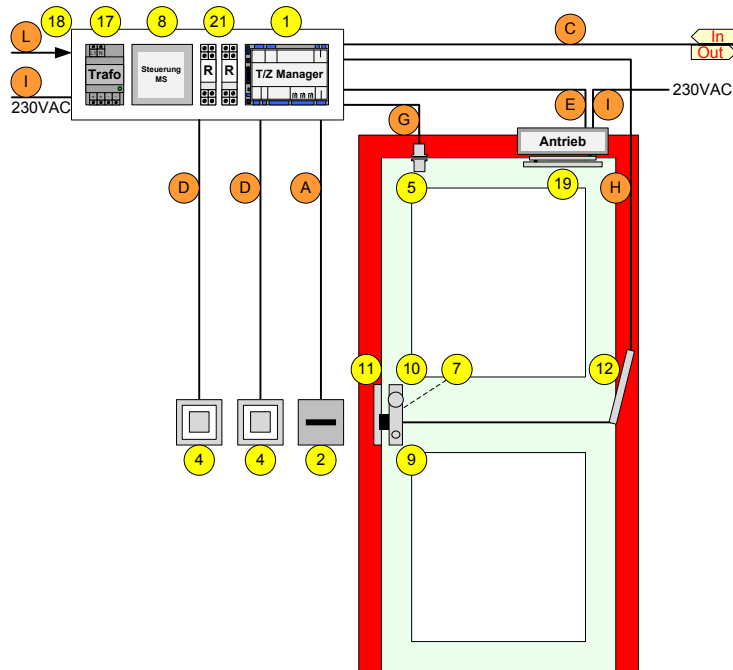 18
17
8
21
1
L
C
In
Out
Trafo
Steuerung
MS
R
R
T/Z Manager
I
230VAC
E
I
230VAC
G
Antrieb
D
D
A
5
19
H
11
10
7
12
4
4
2
9